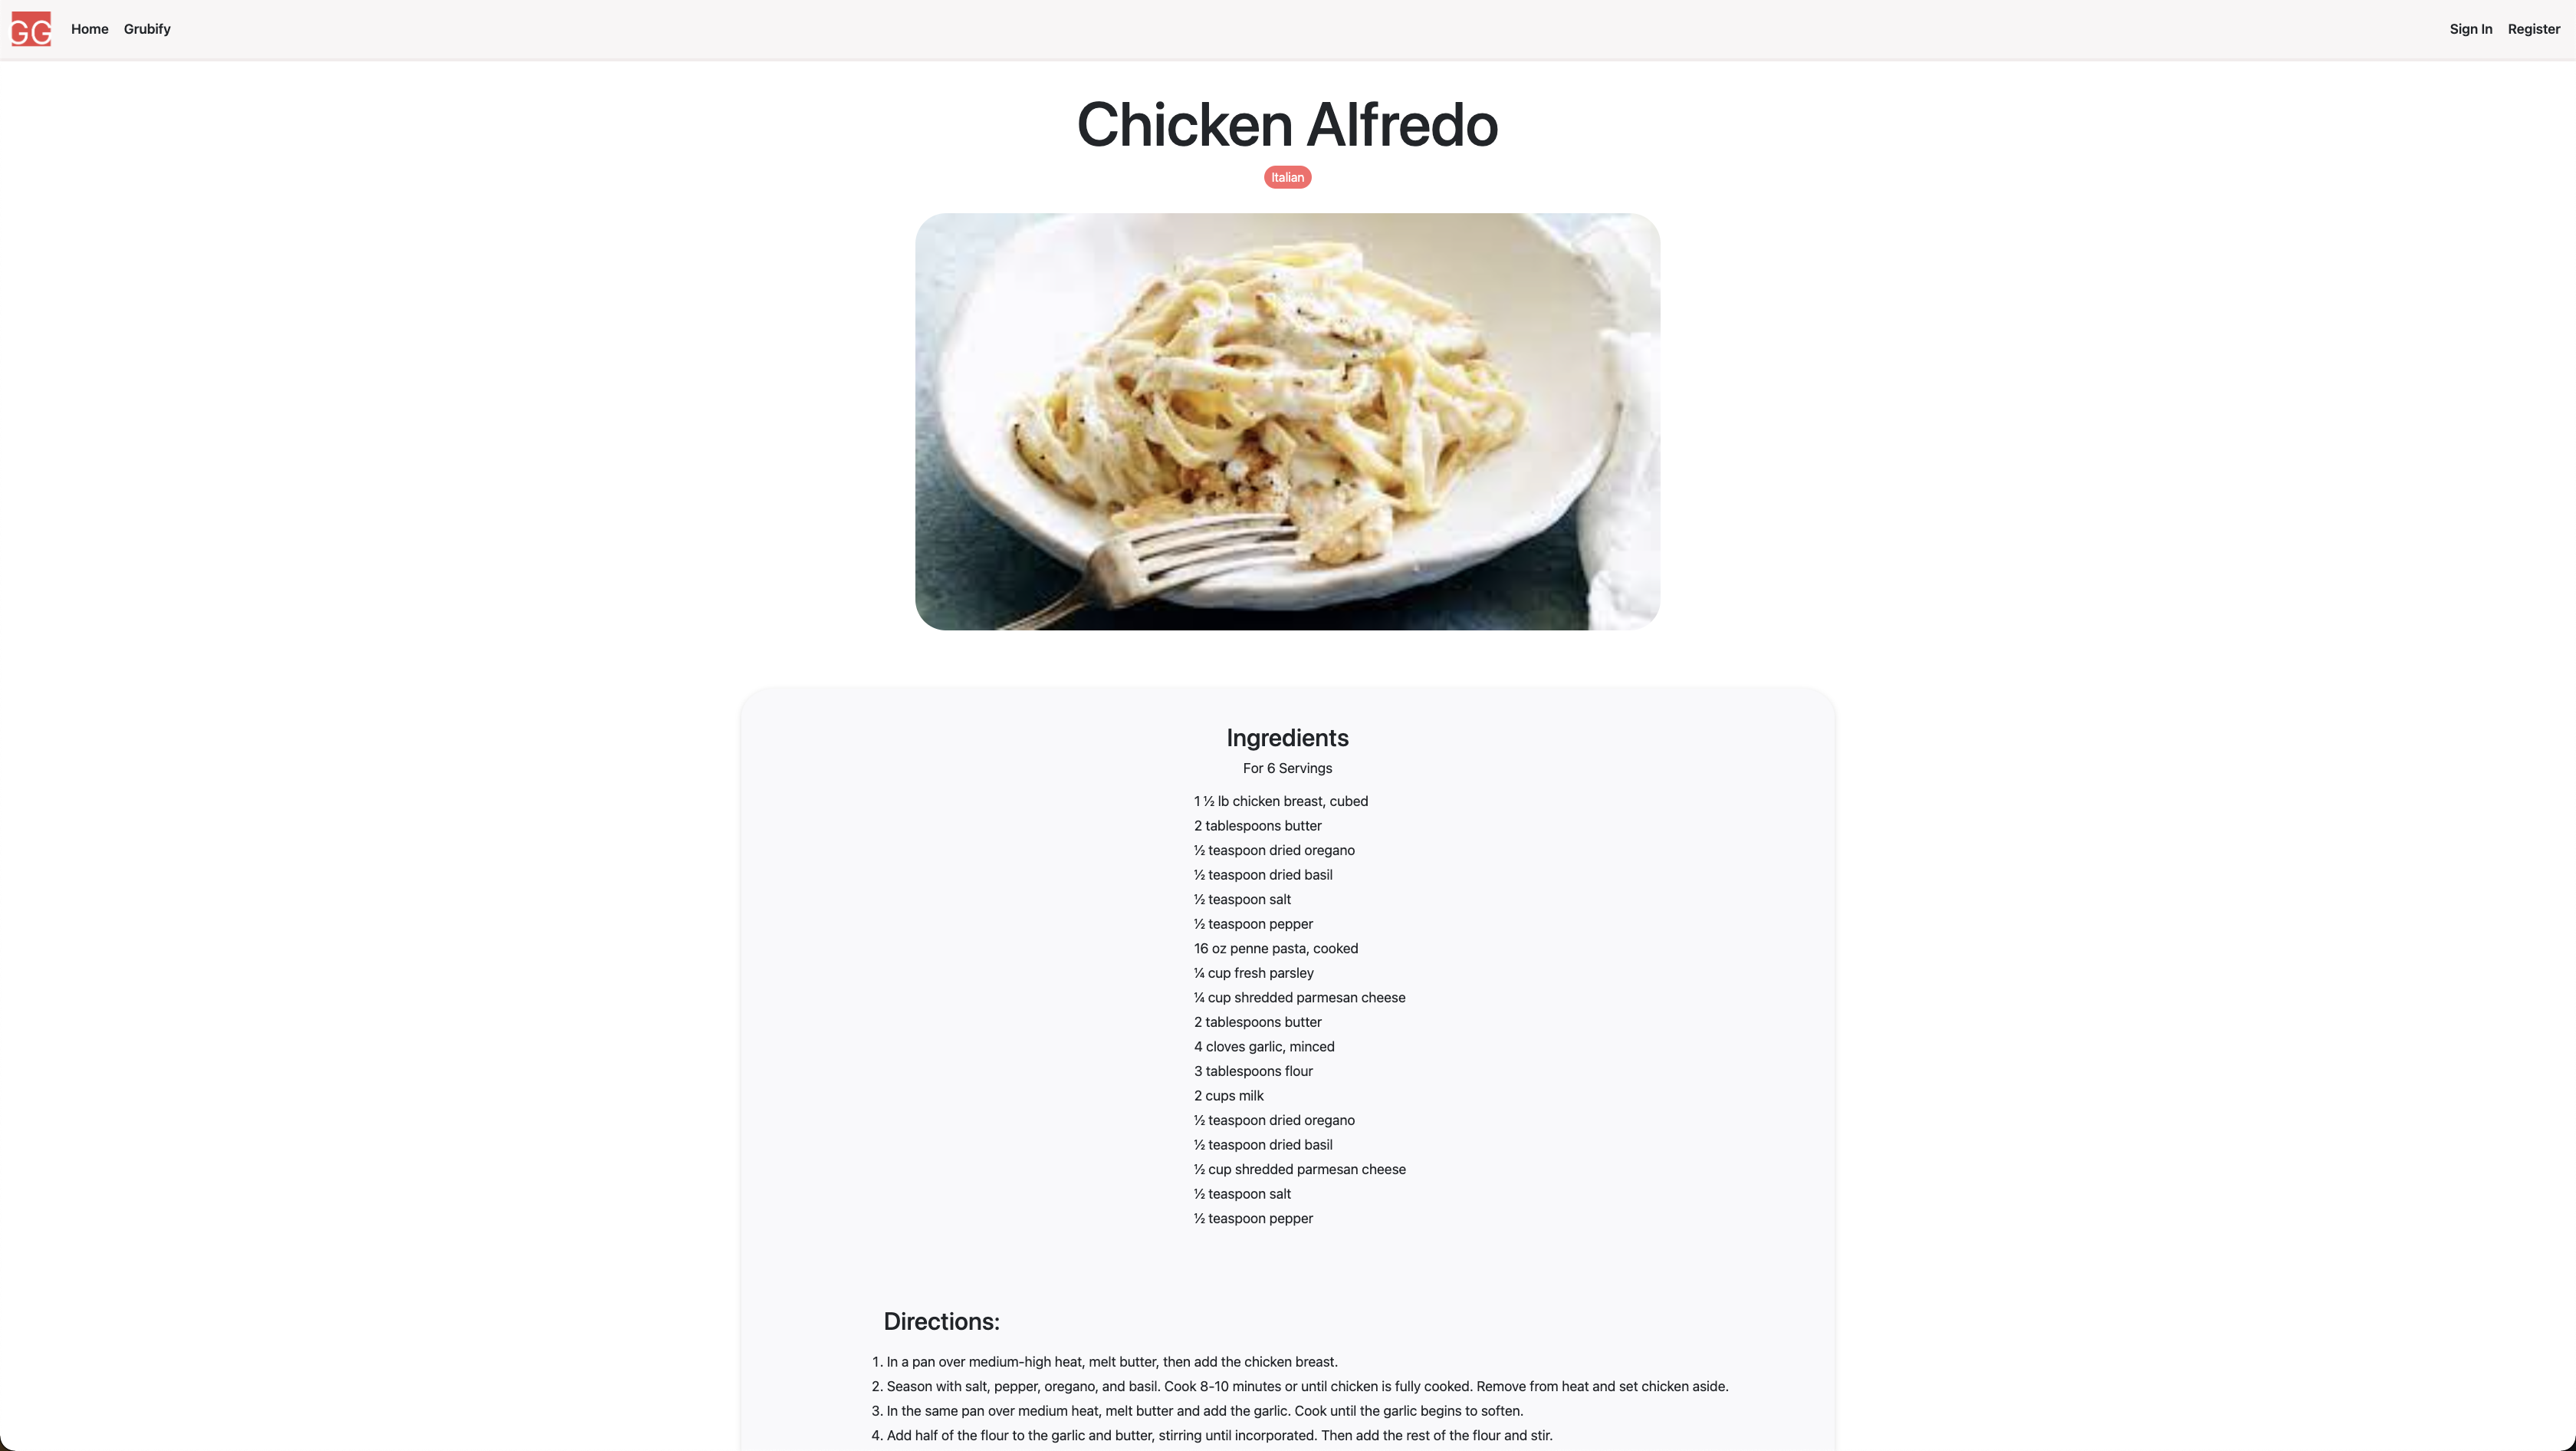 GG Home Grubify Sign In Register
Chicken Alfredo
Italian
Ingredients
For 6 Servings
1 ½ lb chicken breast, cubed
2 tablespoons butter
½ teaspoon dried oregano
½ teaspoon dried basil
½ teaspoon salt
½ teaspoon pepper
16 oz penne pasta, cooked
¼ cup fresh parsley
¼ cup shredded parmesan cheese
2 tablespoons butter
4 cloves garlic, minced
3 tablespoons flour
2 cups milk
½ teaspoon dried oregano
½ teaspoon dried basil
½ cup shredded parmesan cheese
½ teaspoon salt
½ teaspoon pepper
Directions:
1. In a pan over medium-high heat, melt butter, then add the chicken breast.
2. Season with salt, pepper, oregano, and basil. Cook 8-10 minutes or until chicken is fully cooked. Remove from heat and set chicken aside.
3. In the same pan over medium heat, melt butter and add the garlic. Cook until the garlic begins to soften.
4. Add half of the flour to the garlic and butter, stirring until incorporated. Then add the rest of the flour and stir.